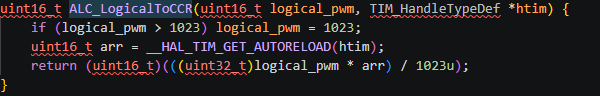 uint16_t ALC_LogicalToCCR(uint16_t logical_pwm, TIM_HandleTypeDef *htim) {
    if (logical_pwm > 1023) logical_pwm = 1023;
    uint16_t arr = __HAL_TIM_GET_AUTORELOAD(htim);
    return (uint16_t)(((uint32_t)logical_pwm * arr) / 1023u);
}